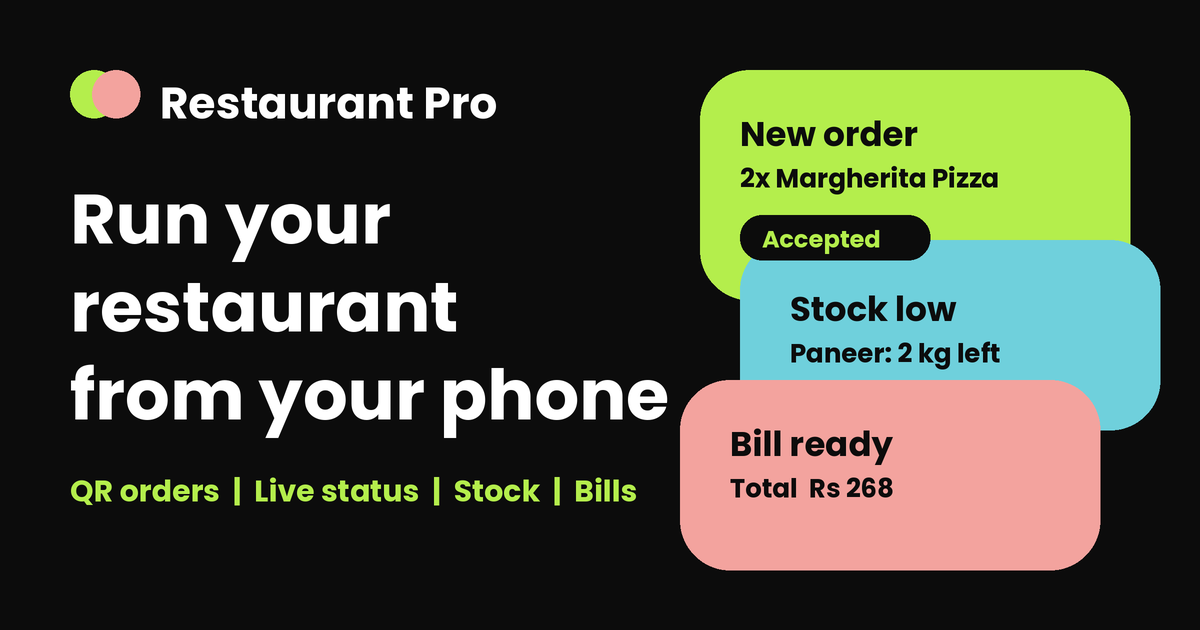 Restaurant Pro
Run your
restaurant
from your phone
QR orders | Live status | Stock | Bills
New order
2x Margherita Pizza
Accepted
Stock low
Paneer: 2 kg left
Bill ready
Total Rs 268